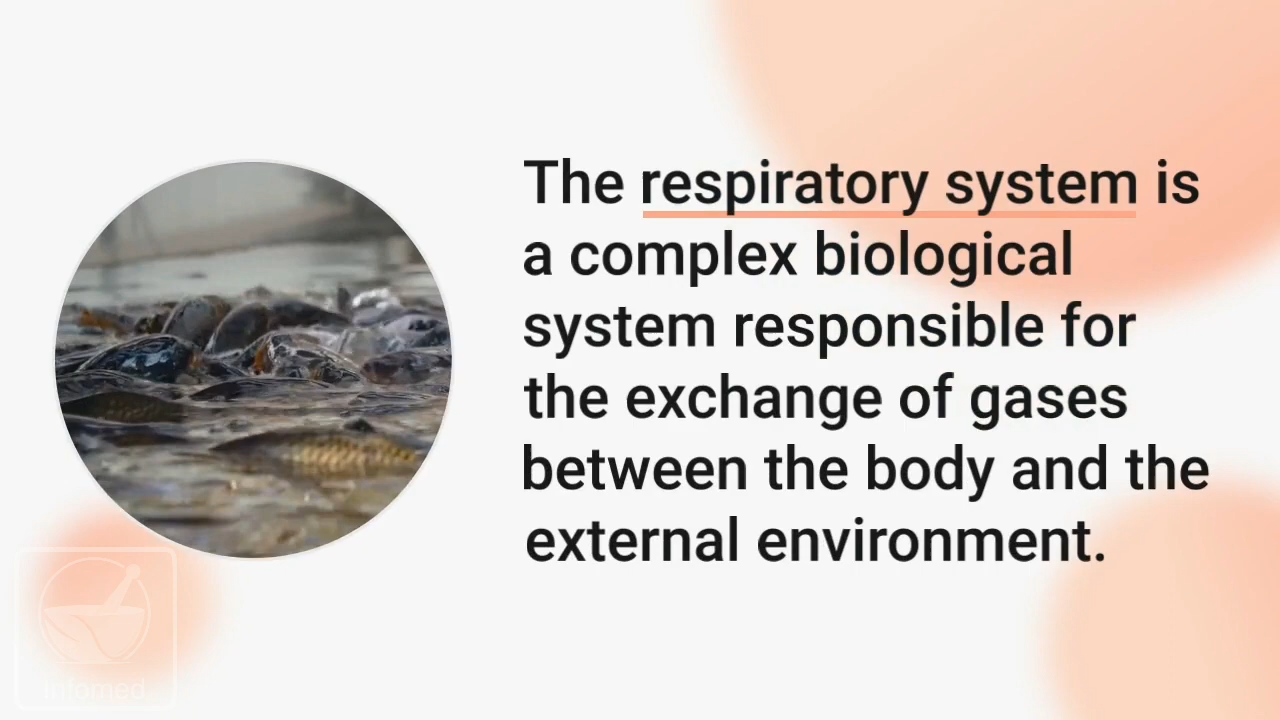 The respiratory system is
a complex biological
system responsible for
the exchange of gases
between the body and the
external environment.
Infomed